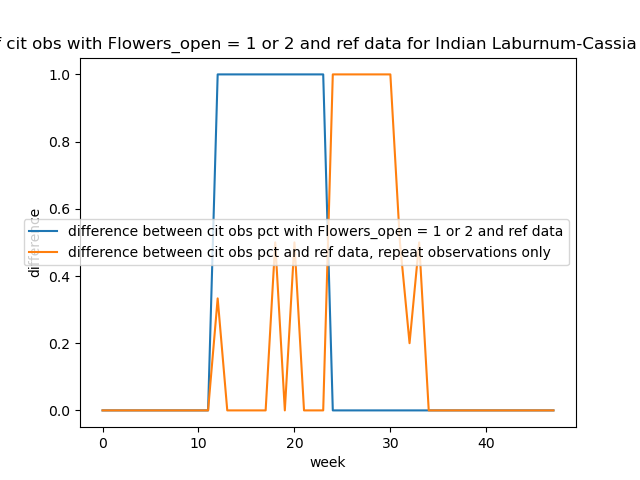 cit obs with Flowers_open = 1 or 2 and ref data for Indian Laburnum-Cassia
1.0
0.8
0.6
0.4
0.2
0.0
difference
difference between cit obs pct with Flowers_open = 1 or 2 and ref data
difference between cit obs pct and ref data, repeat observations only
0 10 20 30 40
week